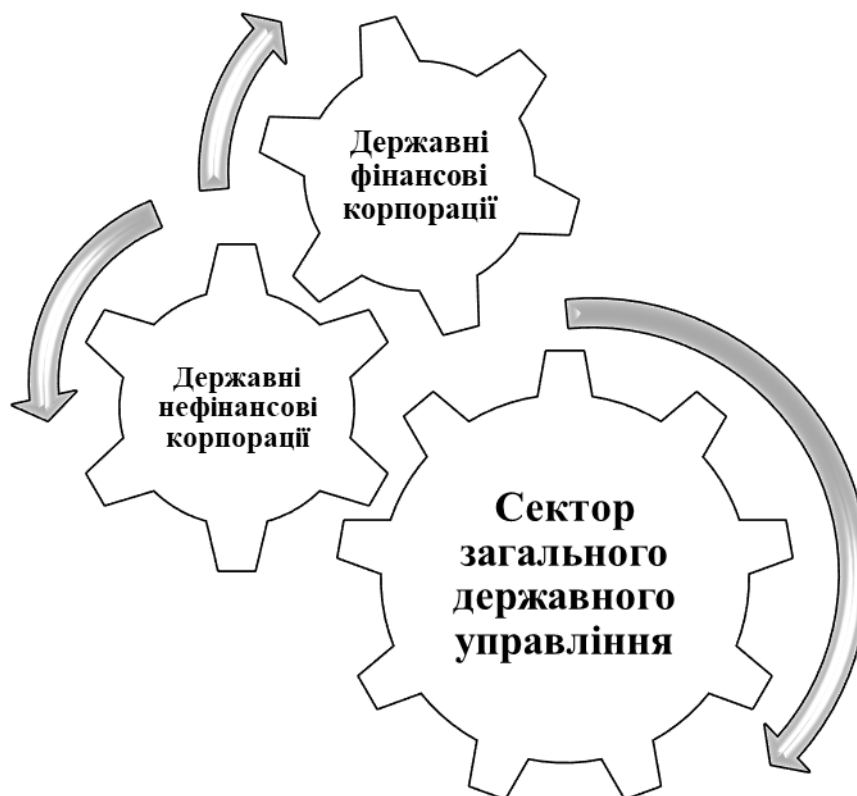 Державні
фінансові
корпорації
Державні
нефінансові
корпорації
Сектор
загального
державного
управління